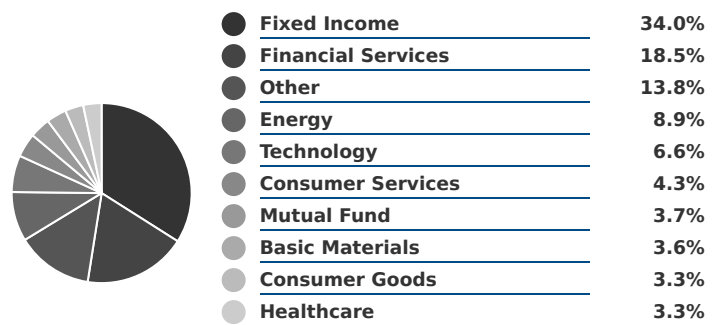 Fixed Income 34.0%
Financial Services 18.5%
Other 13.8%
Energy 8.9%
Technology 6.6%
Consumer Services 4.3%
Mutual Fund 3.7%
Basic Materials 3.6%
Consumer Goods 3.3%
Healthcare 3.3%